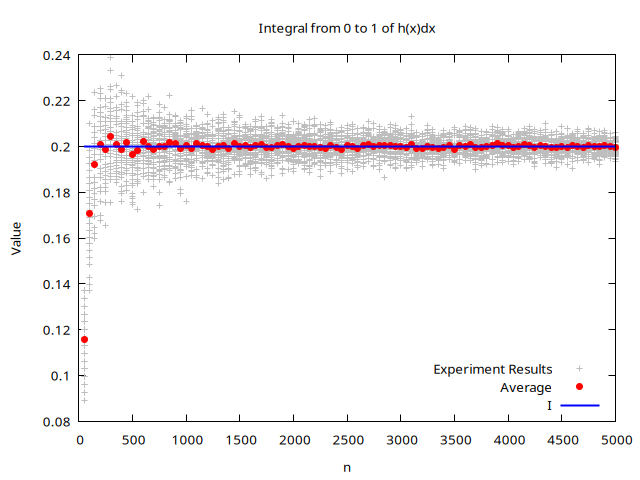 Integral from 0 to 1 of h(x)dx
0.24
0.22
0.2
0.18
0.16
0.14
0.12
0.1
0.08
Value
Experiment Results
Average
I
0 500 1000 1500 2000 2500 3000 3500 4000 4500 5000
n